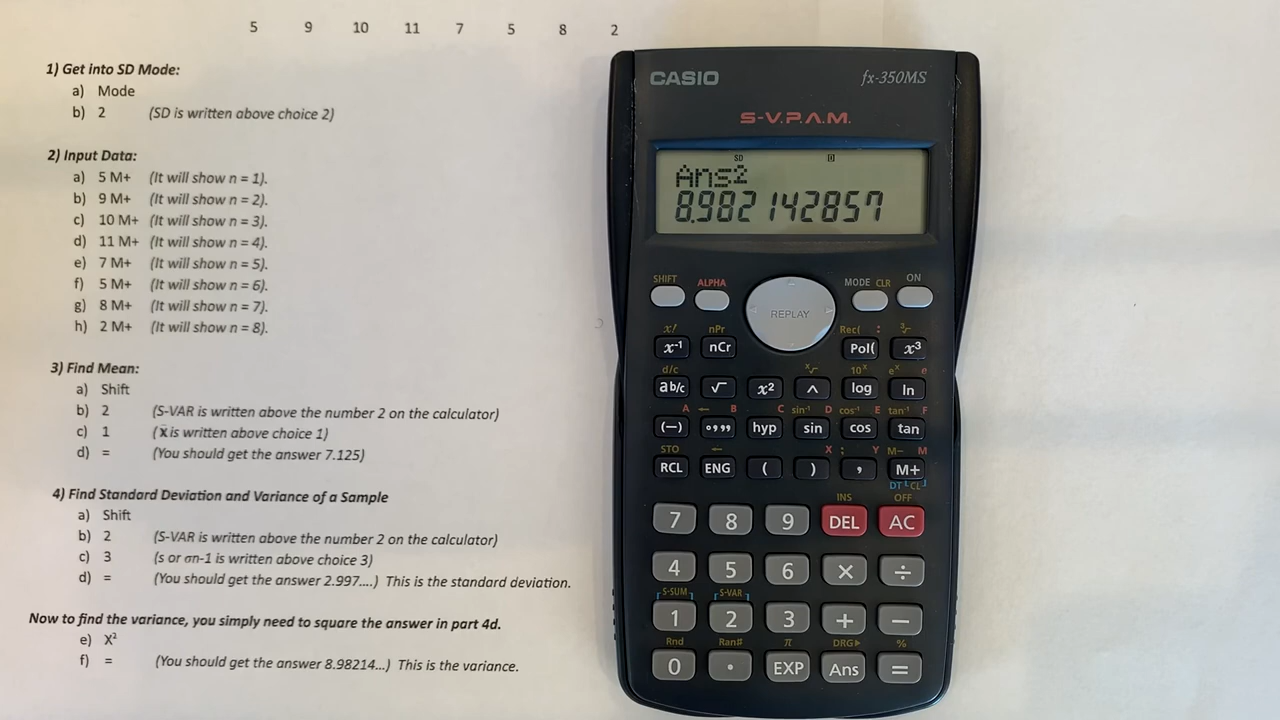 5 9 10 11 7 5 8 2
1) Get into SD Mode:
a) Mode
b) 2 (SD is written above choice 2)
2) Input Data:
a) 5 M+ (It will show n = 1).
b) 9 M+ (It will show n = 2).
c) 10 M+ (It will show n = 3).
d) 11 M+ (It will show n = 4).
e) 7 M+ (It will show n = 5).
f) 5 M+ (It will show n = 6).
g) 8 M+ (It will show n = 7).
h) 2 M+ (It will show n = 8).
3) Find Mean:
a) Shift
b) 2 (S-VAR is written above the number 2 on the calculator)
c) 1 (x̄ is written above choice 1)
d) = (You should get the answer 7.125)
4) Find Standard Deviation and Variance of a Sample
a) Shift
b) 2 (S-VAR is written above the number 2 on the calculator)
c) 3 (s or σn-1 is written above choice 3)
d) = (You should get the answer 2.997....) This is the standard deviation.
Now to find the variance, you simply need to square the answer in part 4d.
e) X²
f) = (You should get the answer 8.98214...) This is the variance.
CASIO fx-350MS
S-V.P.A.M.
SD D
Ans²
8.982142857
SHIFT ALPHA MODE CLR ON
REPLAY
x! nPr Rec( : ³√
x⁻¹ nCr Pol( x³
d/c ˣ√ 10ˣ eˣ e
ab/c √ x² ^ log ln
A ← B C sin⁻¹ D cos⁻¹ E tan⁻¹ F
(−) °,,, hyp sin cos tan
STO ← X ; Y M− M
RCL ENG ( ) , M+
DT CL
INS OFF
7 8 9 DEL AC
4 5 6 × ÷
S-SUM S-VAR
1 2 3 + −
Rnd Ran# π DRG▶ %
0 . EXP Ans =